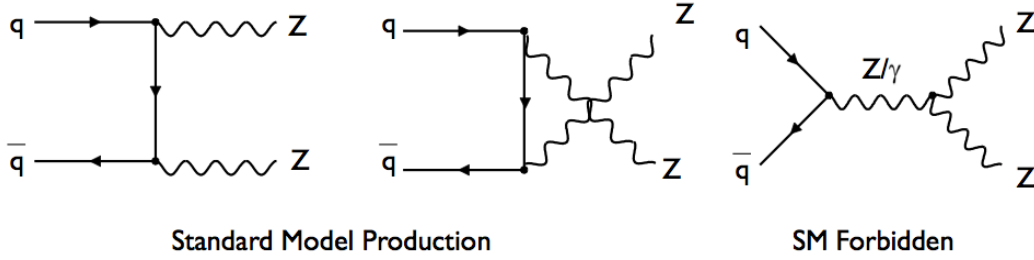 q Z q Z q Z/γ Z
q̅ Z q̅ Z q̅ Z
Standard Model Production SM Forbidden